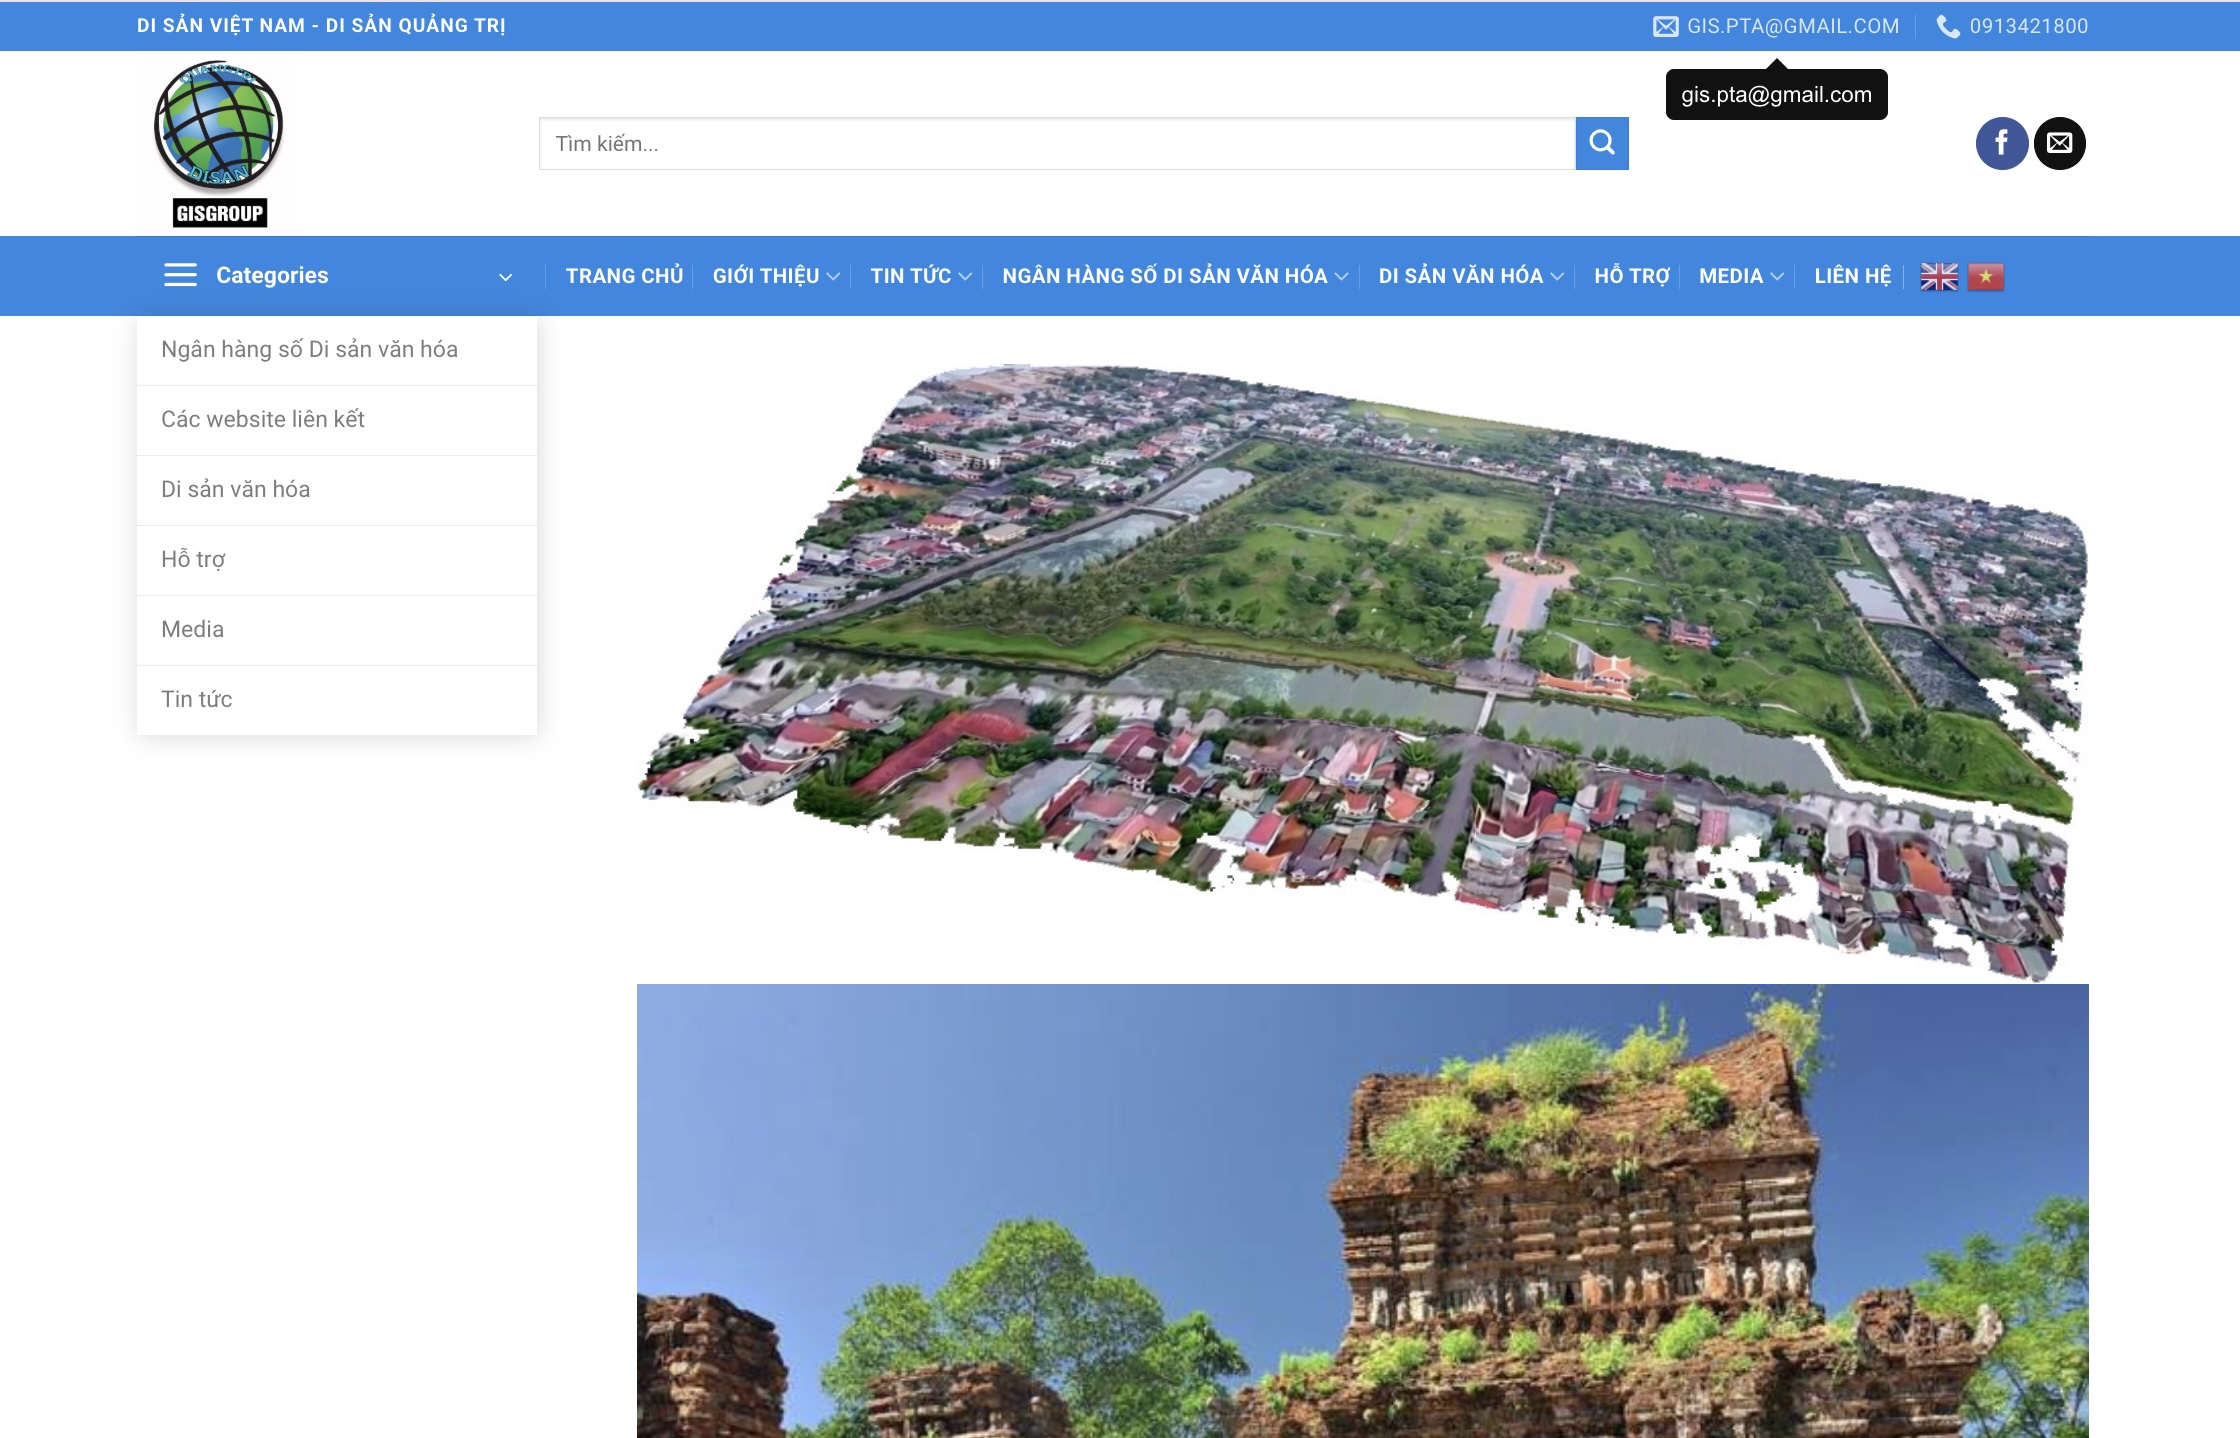 DI SẢN VIỆT NAM - DI SẢN QUẢNG TRỊ
GIS.PTA@GMAIL.COM
0913421800
gis.pta@gmail.com
QUANGTRI
DISAN
GISGROUP
Tìm kiếm...
Categories
TRANG CHỦ
GIỚI THIỆU
TIN TỨC
NGÂN HÀNG SỐ DI SẢN VĂN HÓA
DI SẢN VĂN HÓA
HỖ TRỢ
MEDIA
LIÊN HỆ
Ngân hàng số Di sản văn hóa
Các website liên kết
Di sản văn hóa
Hỗ trợ
Media
Tin tức